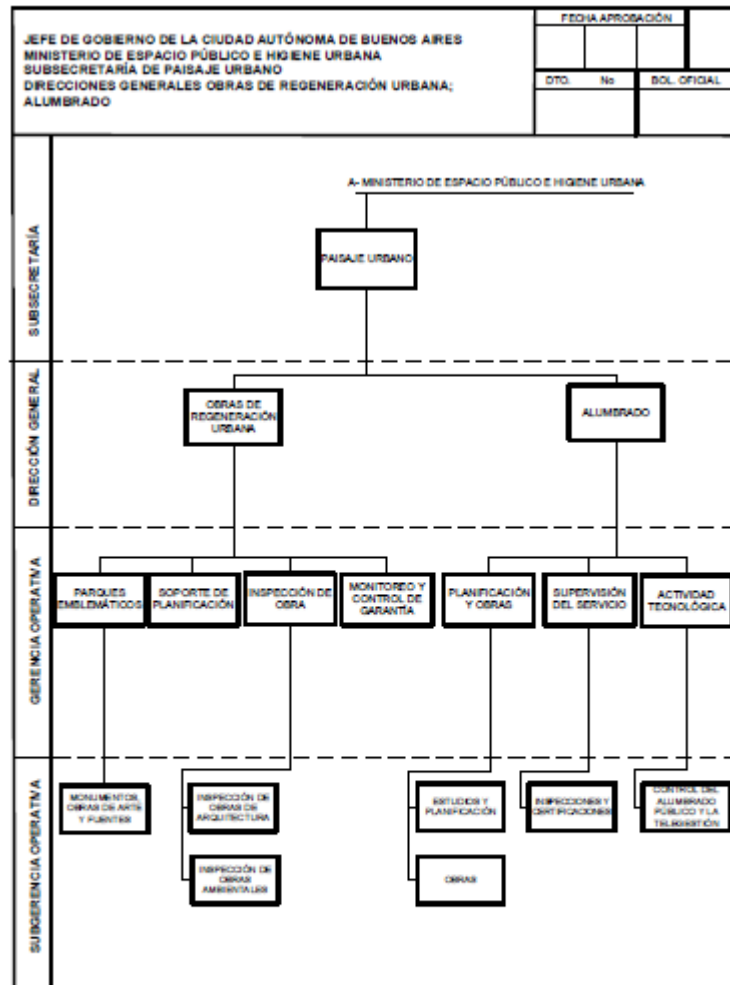 JEFE DE GOBIERNO DE LA CIUDAD AUTÓNOMA DE BUENOS AIRES
MINISTERIO DE ESPACIO PÚBLICO E HIGIENE URBANA
SUBSECRETARÍA DE PAISAJE URBANO
DIRECCIONES GENERALES OBRAS DE REGENERACIÓN URBANA;
ALUMBRADO
FECHA APROBACIÓN
DTO. No BOL. OFICIAL
SUBSECRETARÍA
A- MINISTERIO DE ESPACIO PÚBLICO E HIGIENE URBANA
PAISAJE URBANO
DIRECCIÓN GENERAL
OBRAS DE
REGENERACIÓN
URBANA
ALUMBRADO
GERENCIA OPERATIVA
PARQUES
EMBLEMÁTICOS
SOPORTE DE
PLANIFICACIÓN
INSPECCIÓN DE
OBRA
MONITOREO Y
CONTROL DE
GARANTÍA
PLANIFICACIÓN
Y OBRAS
SUPERVISIÓN
DEL SERVICIO
ACTIVIDAD
TECNOLÓGICA
SUBGERENCIA OPERATIVA
MONUMENTOS,
OBRAS DE ARTE
Y FUENTES
INSPECCIÓN DE
OBRAS DE
ARQUITECTURA
ESTUDIOS Y
PLANIFICACIÓN
INSPECCIONES Y
CERTIFICACIONES
CONTROL DEL
ALUMBRADO
PÚBLICO Y LA
TELEGESTIÓN
INSPECCIÓN DE
OBRAS
AMBIENTALES
OBRAS